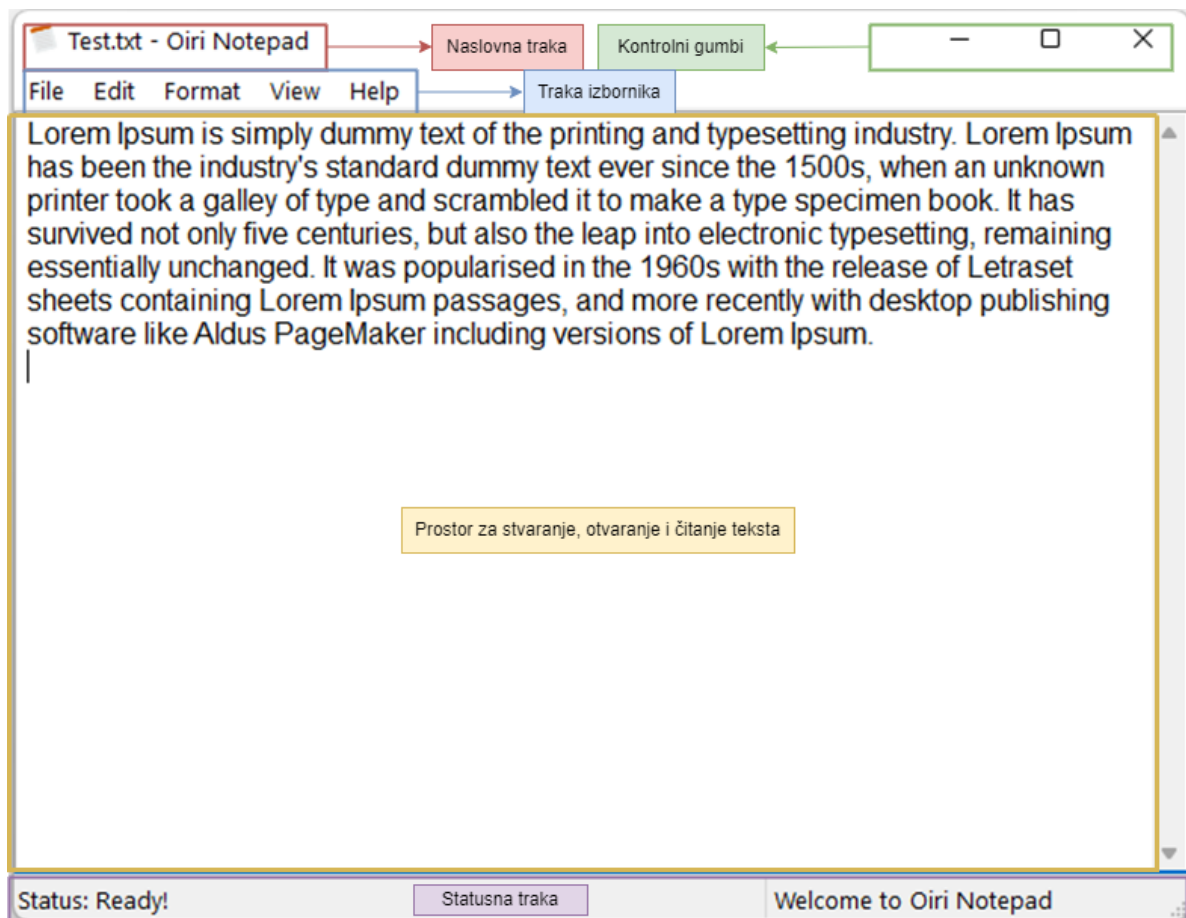 Test.txt - Oiri Notepad
Naslovna traka
Kontrolni gumbi
File Edit Format View Help
Traka izbornika
Lorem Ipsum is simply dummy text of the printing and typesetting industry. Lorem Ipsum
has been the industry's standard dummy text ever since the 1500s, when an unknown
printer took a galley of type and scrambled it to make a type specimen book. It has
survived not only five centuries, but also the leap into electronic typesetting, remaining
essentially unchanged. It was popularised in the 1960s with the release of Letraset
sheets containing Lorem Ipsum passages, and more recently with desktop publishing
software like Aldus PageMaker including versions of Lorem Ipsum.
Prostor za stvaranje, otvaranje i čitanje teksta
Status: Ready!
Statusna traka
Welcome to Oiri Notepad